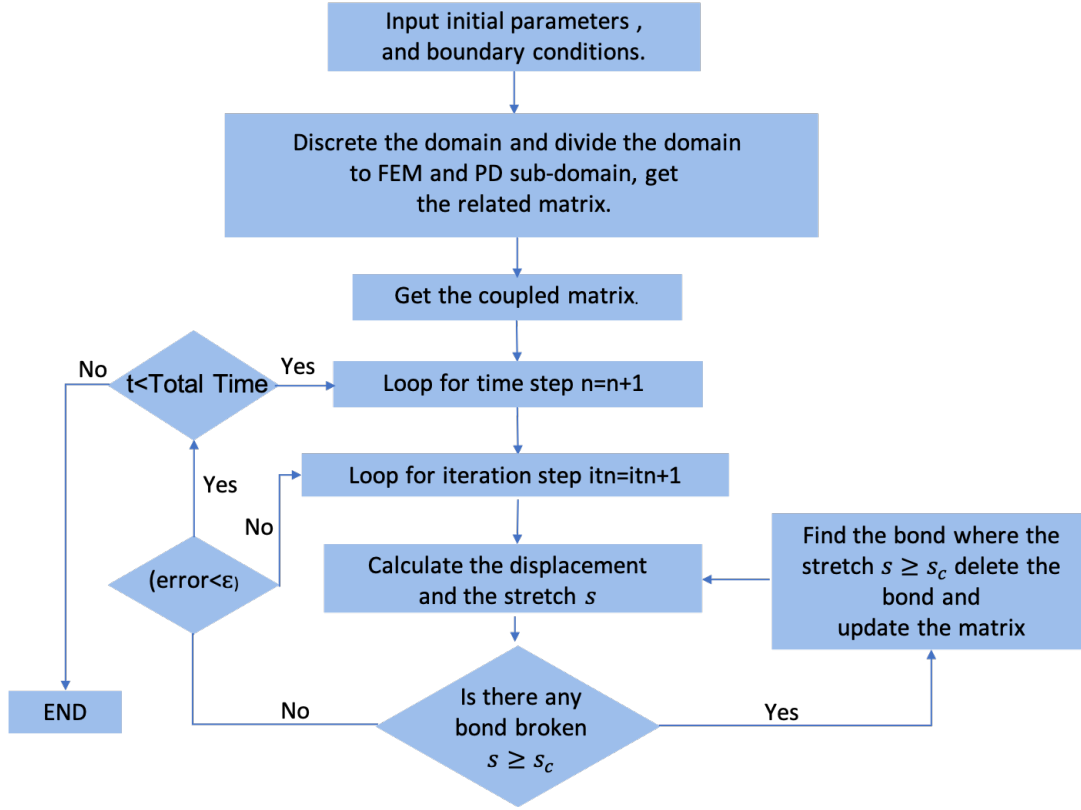 Input initial parameters ,
and boundary conditions.
Discrete the domain and divide the domain
to FEM and PD sub-domain, get
the related matrix.
Get the coupled matrix.
No
t<Total Time
Yes
Loop for time step n=n+1
Loop for iteration step itn=itn+1
Yes
No
(error<ε)
Calculate the displacement
and the stretch s
Find the bond where the
stretch s ≥ s_c delete the
bond and
update the matrix
END
No
Is there any
bond broken
s ≥ s_c
Yes